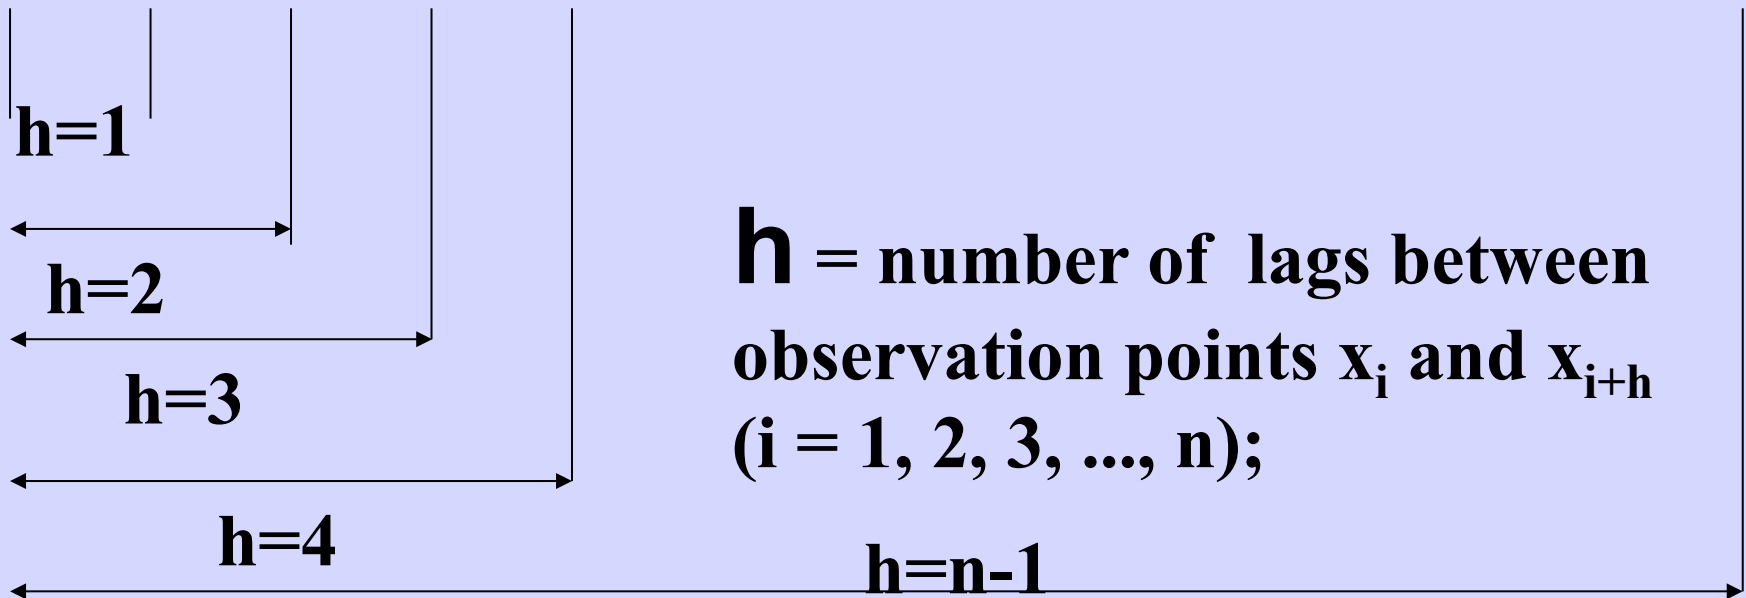 h=1
h=2
h=3
h=4
h = number of lags between
observation points xᵢ and xᵢ₊ₕ
(i = 1, 2, 3, ..., n);
h=n-1